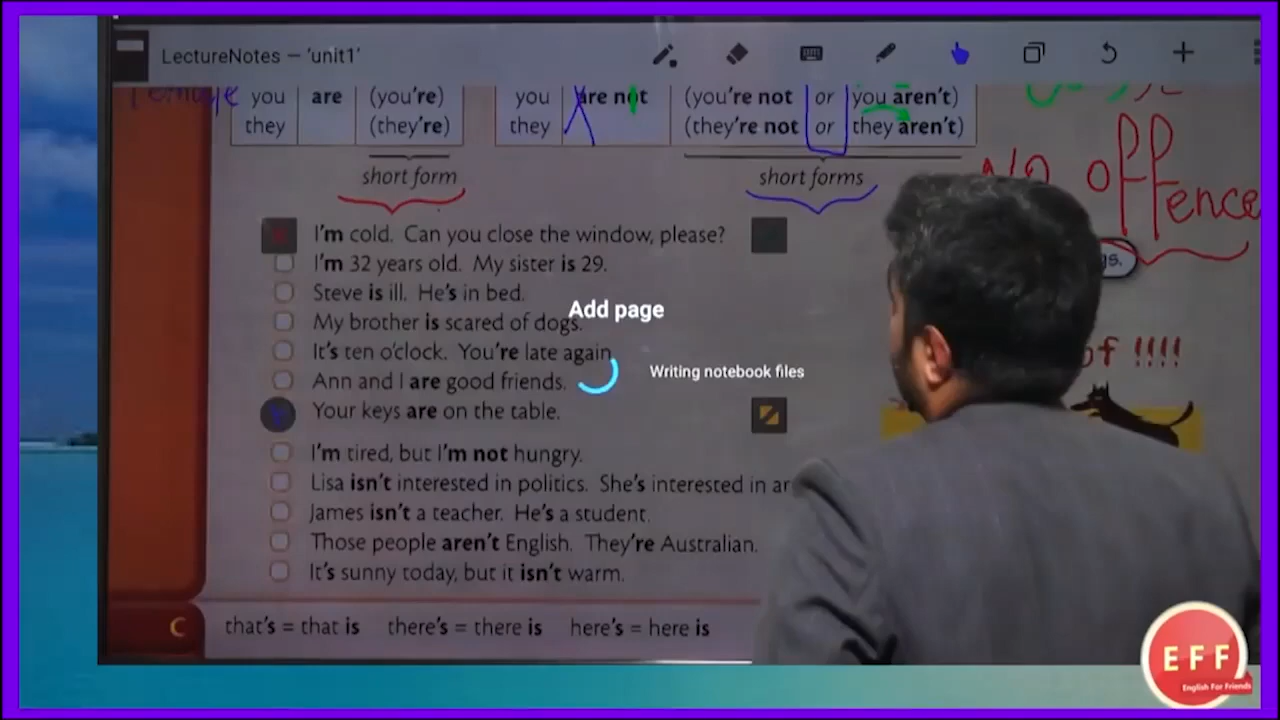 LectureNotes – 'unit1'
you are (you're) you are not (you're not or you aren't)
they (they're) they (they're not or they aren't)
short form short forms
No offence
I'm cold. Can you close the window, please?
I'm 32 years old. My sister is 29.
Steve is ill. He's in bed.
My brother is scared of dogs.
Add page
It's ten o'clock. You're late again
Writing notebook files
of !!!!
Ann and I are good friends.
Your keys are on the table.
I'm tired, but I'm not hungry.
Lisa isn't interested in politics. She's interested in
James isn't a teacher. He's a student.
Those people aren't English. They're Australian.
It's sunny today, but it isn't warm.
C that's = that is there's = there is here's = here is
EFF
English For Friends